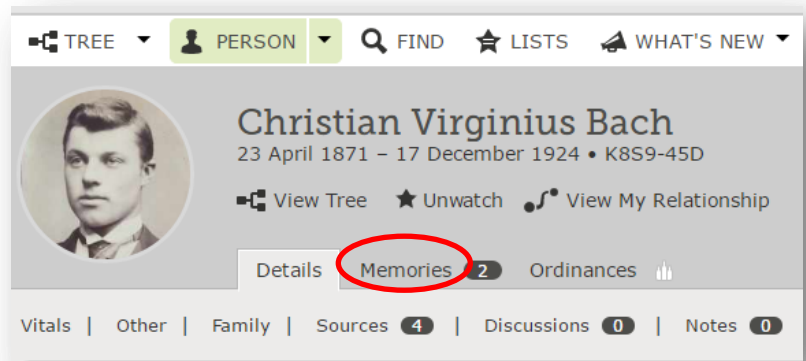 TREE PERSON FIND LISTS WHAT'S NEW
Christian Virginius Bach
23 April 1871 – 17 December 1924 • K8S9-45D
View Tree Unwatch View My Relationship
Details Memories 2 Ordinances
Vitals | Other | Family | Sources 4 | Discussions 0 | Notes 0